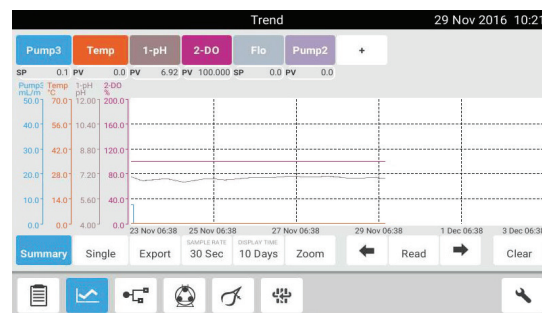 Trend 29 Nov 2016 10:21
Pump3 Temp 1-pH 2-DO Flo Pump2 +
SP 0.1 PV 0.0 PV 6.92 PV 100.000 SP 0.0 PV 0.0
Pump3 Temp 1-pH 2-DO
mL/m °C pH %
50.0 70.0 12.00 200.0
40.0 56.0 10.40 160.0
30.0 42.0 8.80 120.0
20.0 28.0 7.20 80.0
10.0 14.0 5.60 40.0
0.0 0.0 4.00 0.0
23 Nov 06:38 25 Nov 06:38 27 Nov 06:38 29 Nov 06:38 1 Dec 06:38 3 Dec 06:38
SAMPLE RATE DISPLAY TIME
Summary Single Export 30 Sec 10 Days Zoom Read Clear